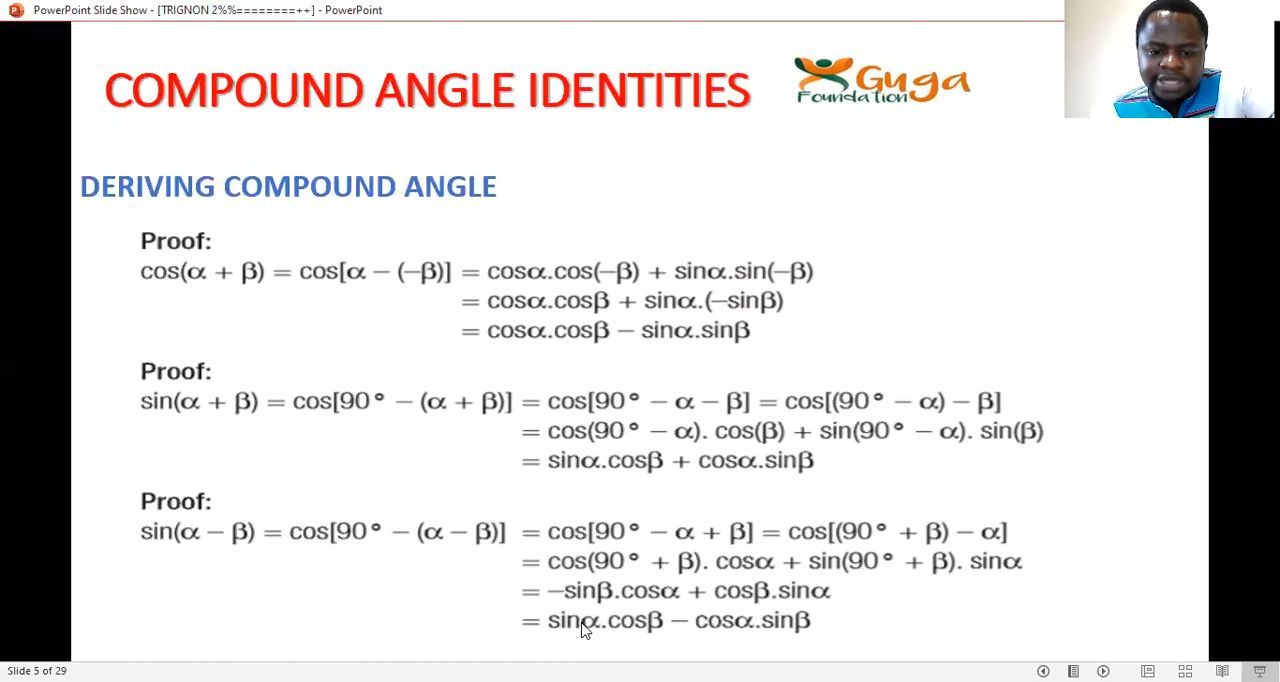 PowerPoint Slide Show - [TRIGNON 2%%========++] - PowerPoint
COMPOUND ANGLE IDENTITIES
Guga
Foundation
DERIVING COMPOUND ANGLE
Proof:
cos(α + β) = cos[α − (−β)] = cosα.cos(−β) + sinα.sin(−β)
= cosα.cosβ + sinα.(−sinβ)
= cosα.cosβ − sinα.sinβ
Proof:
sin(α + β) = cos[90° − (α + β)] = cos[90° − α − β] = cos[(90° − α) − β]
= cos(90° − α). cos(β) + sin(90° − α). sin(β)
= sinα.cosβ + cosα.sinβ
Proof:
sin(α − β) = cos[90° − (α − β)] = cos[90° − α + β] = cos[(90° + β) − α]
= cos(90° + β). cosα + sin(90° + β). sinα
= −sinβ.cosα + cosβ.sinα
= sinα.cosβ − cosα.sinβ
Slide 5 of 29